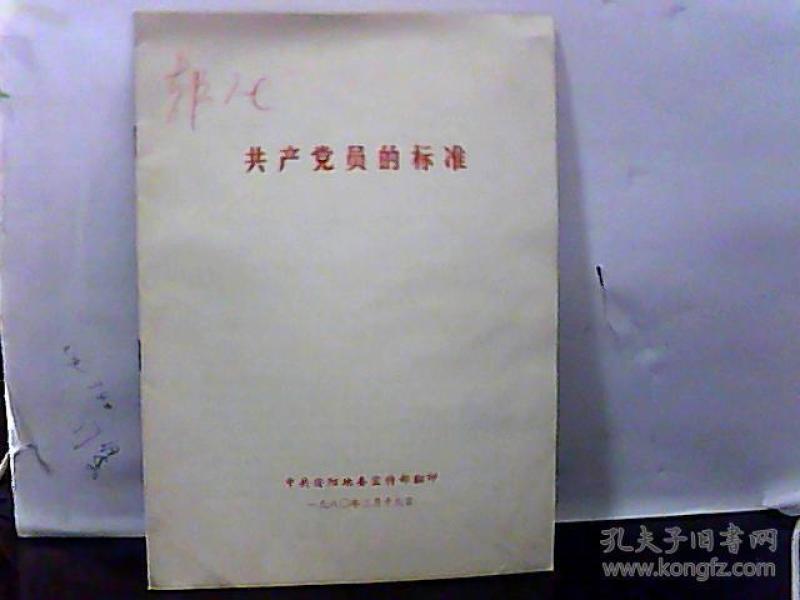 共产党员的标准
中共安阳地委宣传部翻印
一九八〇年三月十九日
孔夫子旧书网
www.kongfz.com